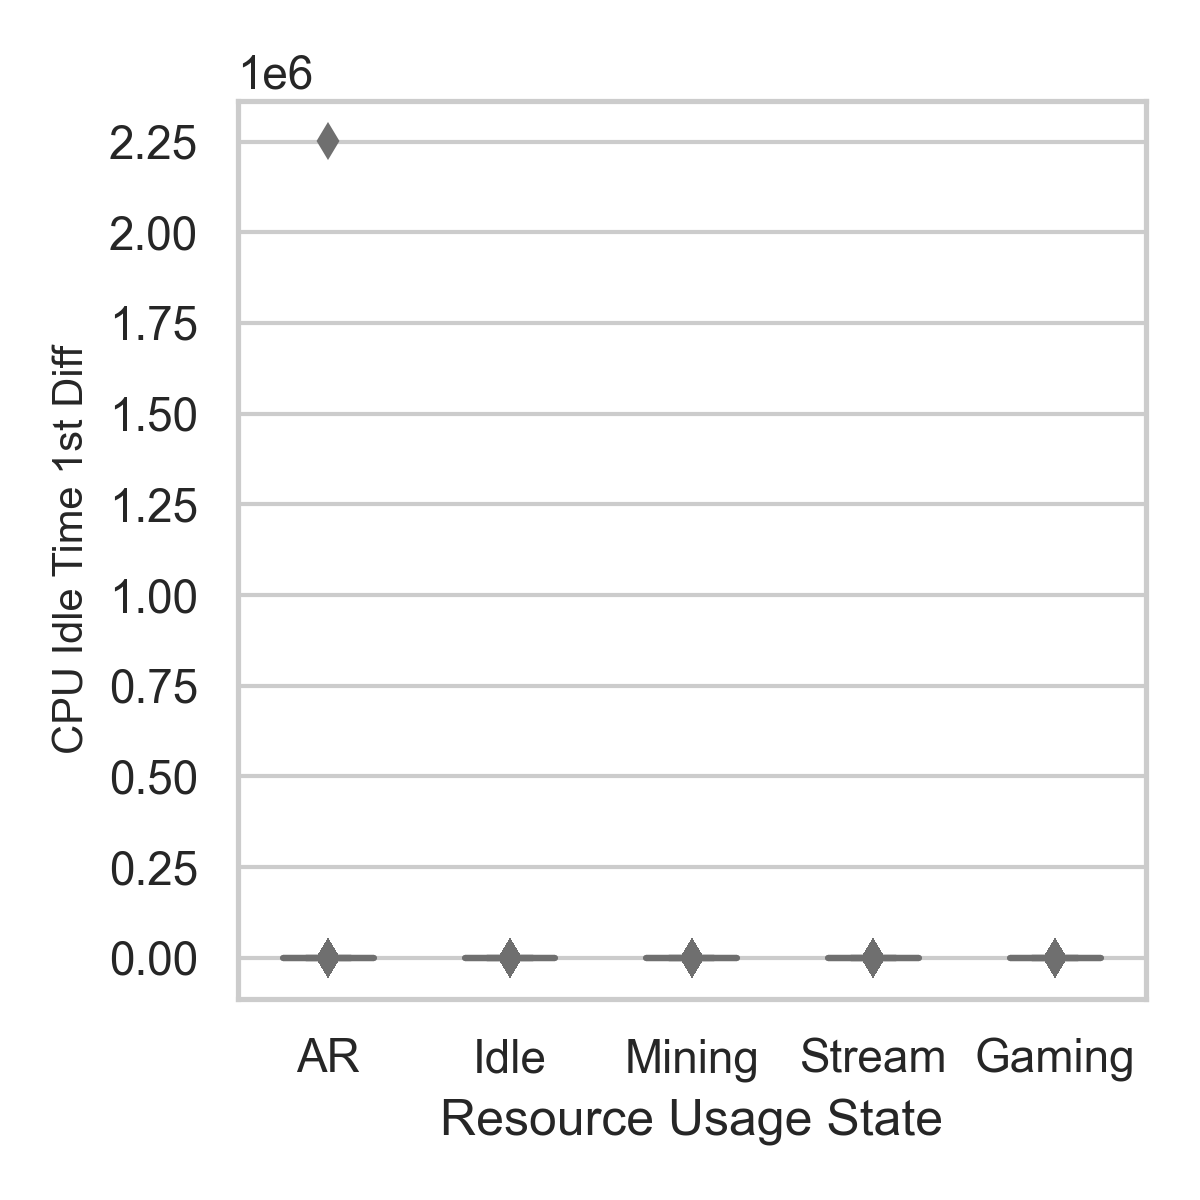 1e6
2.25
2.00
1.75
1.50
1.25
1.00
0.75
0.50
0.25
0.00
CPU Idle Time 1st Diff
AR Idle Mining Stream Gaming
Resource Usage State